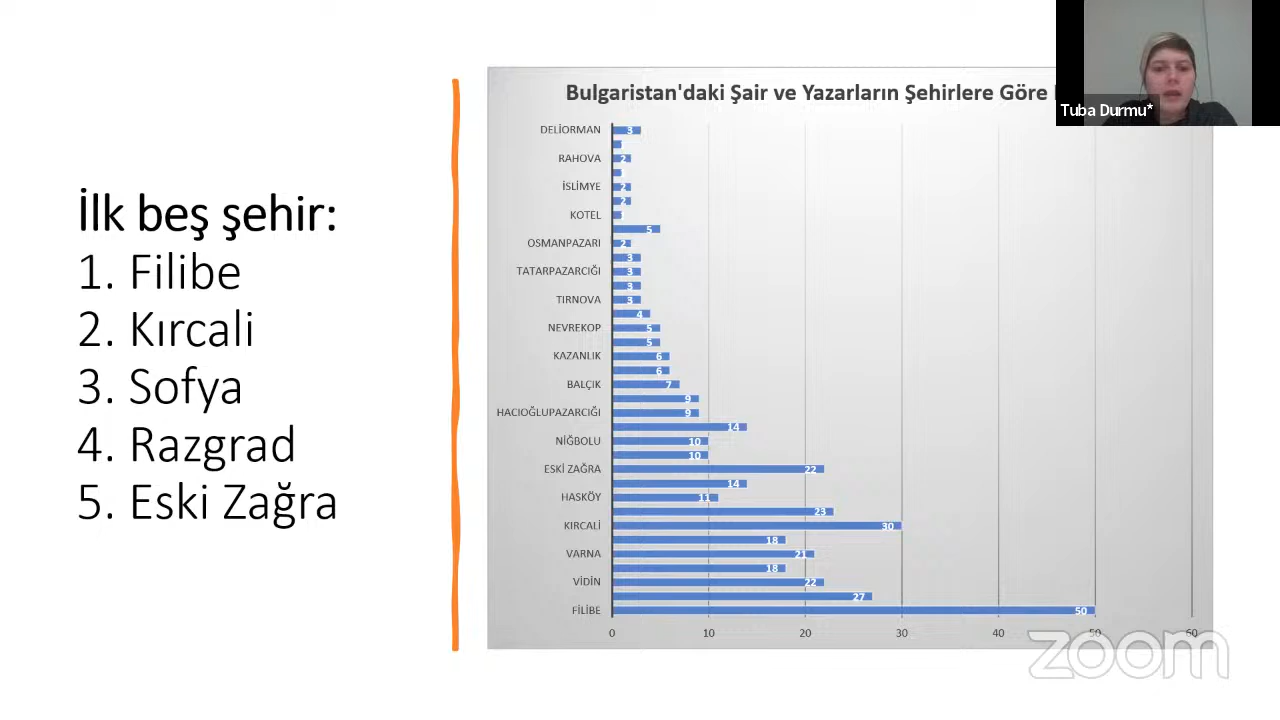 İlk beş şehir:
1. Filibe
2. Kırcali
3. Sofya
4. Razgrad
5. Eski Zağra
Bulgaristan'daki Şair ve Yazarların Şehirlere Göre
Tuba Durmu*
DELİORMAN 3
RAHOVA 2
İSLİMYE 2
2
KOTEL
5
OSMANPAZARI 2
3
TATARPAZARCIĞI 3
3
TIRNOVA 3
4
NEVREKOP 5
5
KAZANLIK 6
6
BALÇIK 7
9
HACIOĞLUPAZARCIĞI 9
14
NİĞBOLU 10
10
ESKİ ZAĞRA 22
14
HASKÖY 11
23
KIRCALİ 30
18
VARNA 21
18
VİDİN 22
27
FİLİBE 50
0 10 20 30 40 50 60
zoom